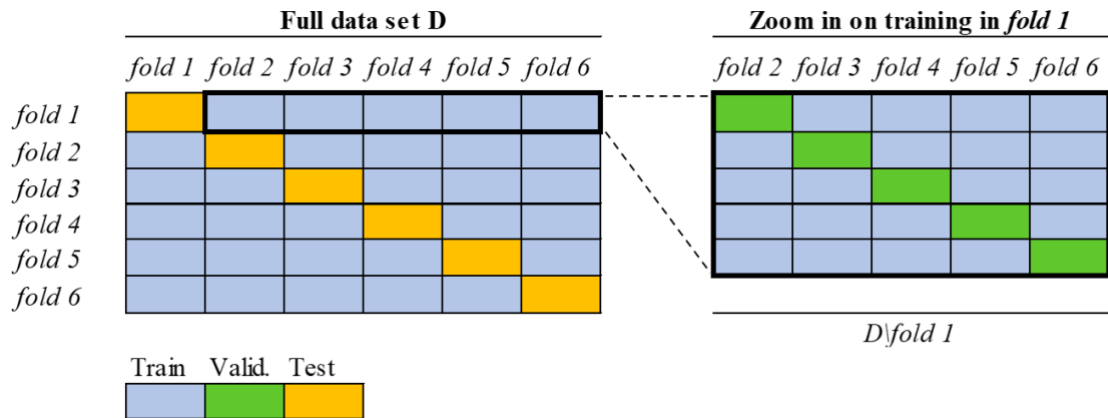 Full data set D
Zoom in on training in fold 1
fold 1 fold 2 fold 3 fold 4 fold 5 fold 6
fold 2 fold 3 fold 4 fold 5 fold 6
fold 1
fold 2
fold 3
fold 4
fold 5
fold 6
D\fold 1
Train Valid. Test